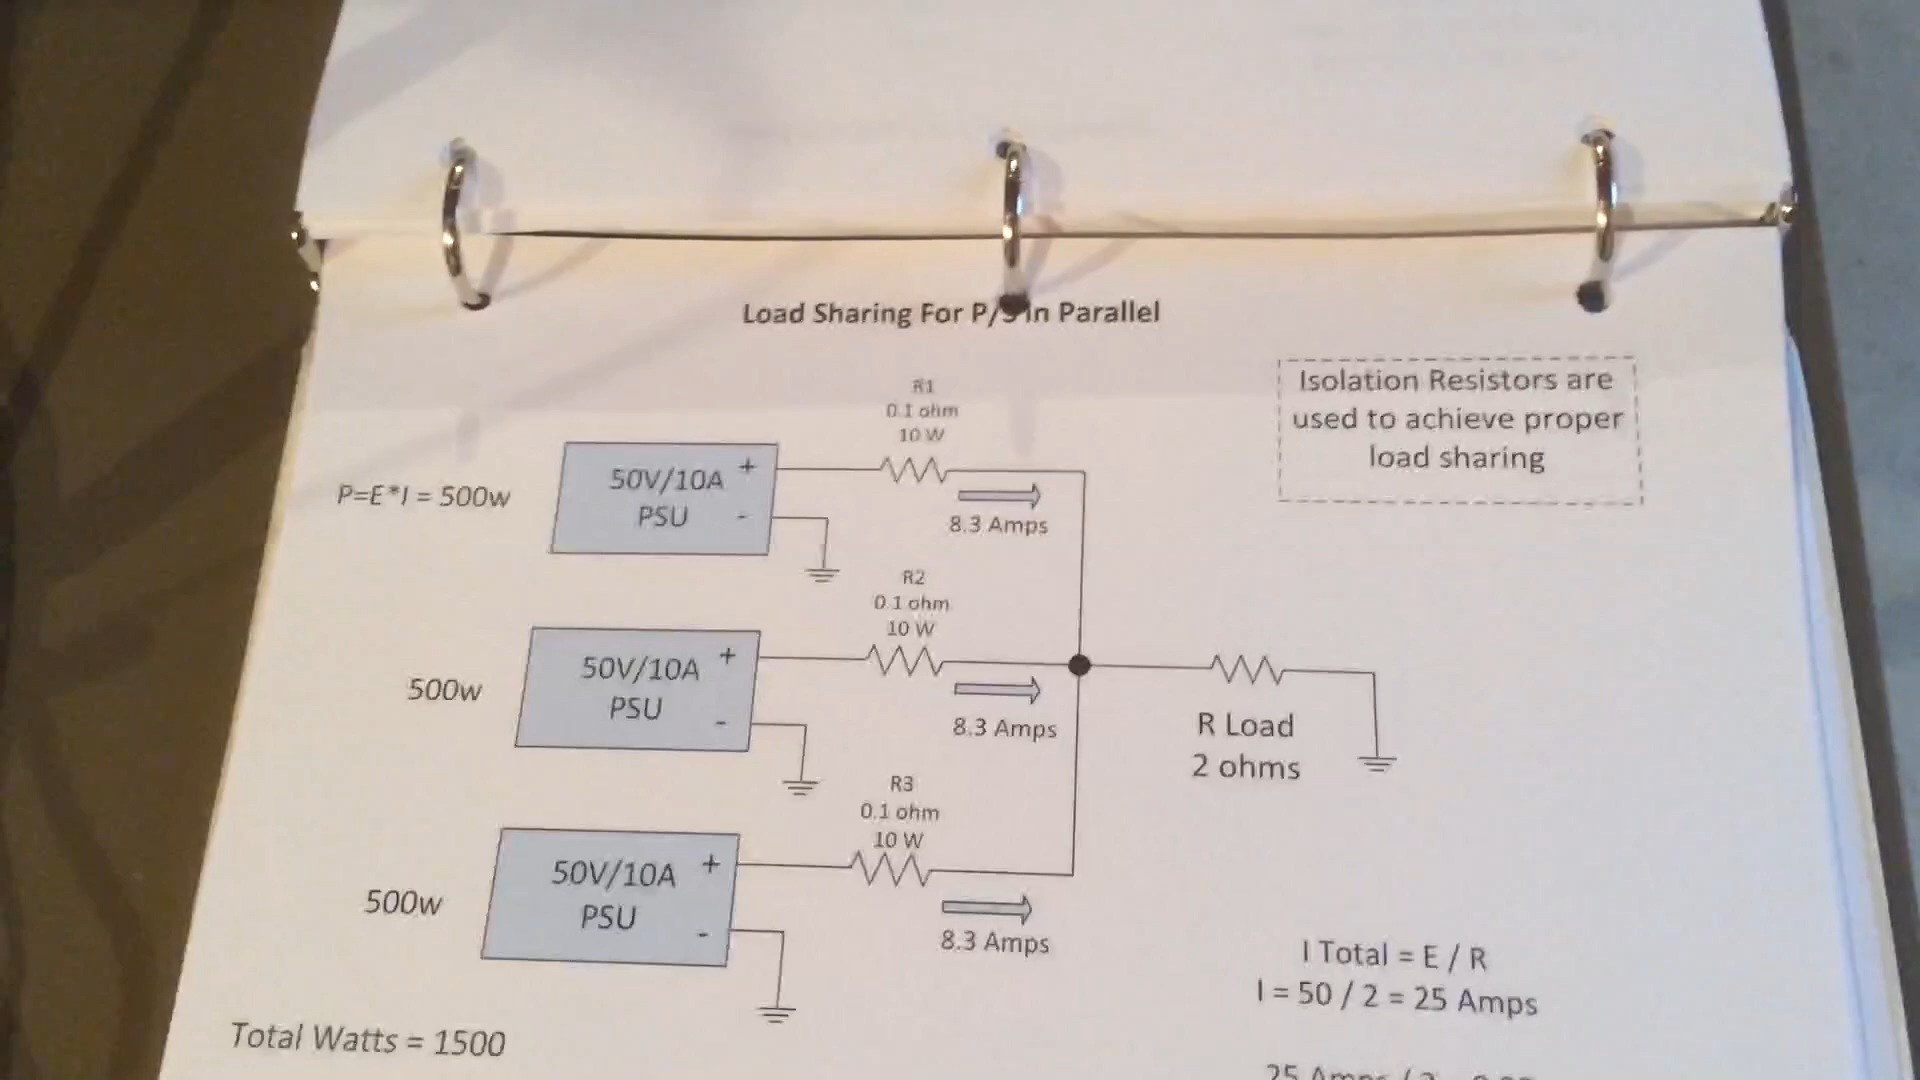 Load Sharing For P/S In Parallel
Isolation Resistors are
used to achieve proper
load sharing
R1
0.1 ohm
10 W
P=E*I = 500w
50V/10A
PSU
+
-
8.3 Amps
R2
0.1 ohm
10 W
500w
50V/10A
PSU
+
-
8.3 Amps
R Load
2 ohms
R3
0.1 ohm
10 W
500w
50V/10A
PSU
+
-
8.3 Amps
I Total = E / R
I = 50 / 2 = 25 Amps
Total Watts = 1500
25 Amps /